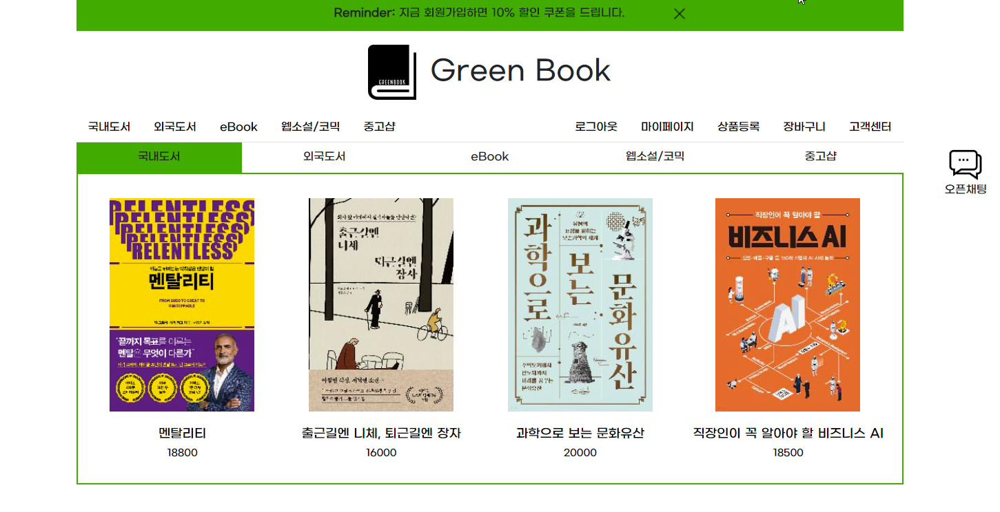 Reminder: 지금 회원가입하면 10% 할인 쿠폰을 드립니다.
GREENBOOK
Green Book
국내도서 외국도서 eBook 웹소설/코믹 중고샵 로그아웃 마이페이지 상품등록 장바구니 고객센터
국내도서 외국도서 eBook 웹소설/코믹 중고샵
오픈채팅
RELENTLESS
RELENTLESS
RELENTLESS
RELENTLESS
멘탈리티
FROM GOOD TO GREAT TO
UNSTOPPABLE
"끝까지 목표를 이루는
멘탈은 무엇이 다른가"
출근길엔
니체
퇴근길엔
장자
과학으로
보는
문화유산
직장인이 꼭 알아야 할
비즈니스 AI
AI
멘탈리티
18800
출근길엔 니체, 퇴근길엔 장자
16000
과학으로 보는 문화유산
20000
직장인이 꼭 알아야 할 비즈니스 AI
18500